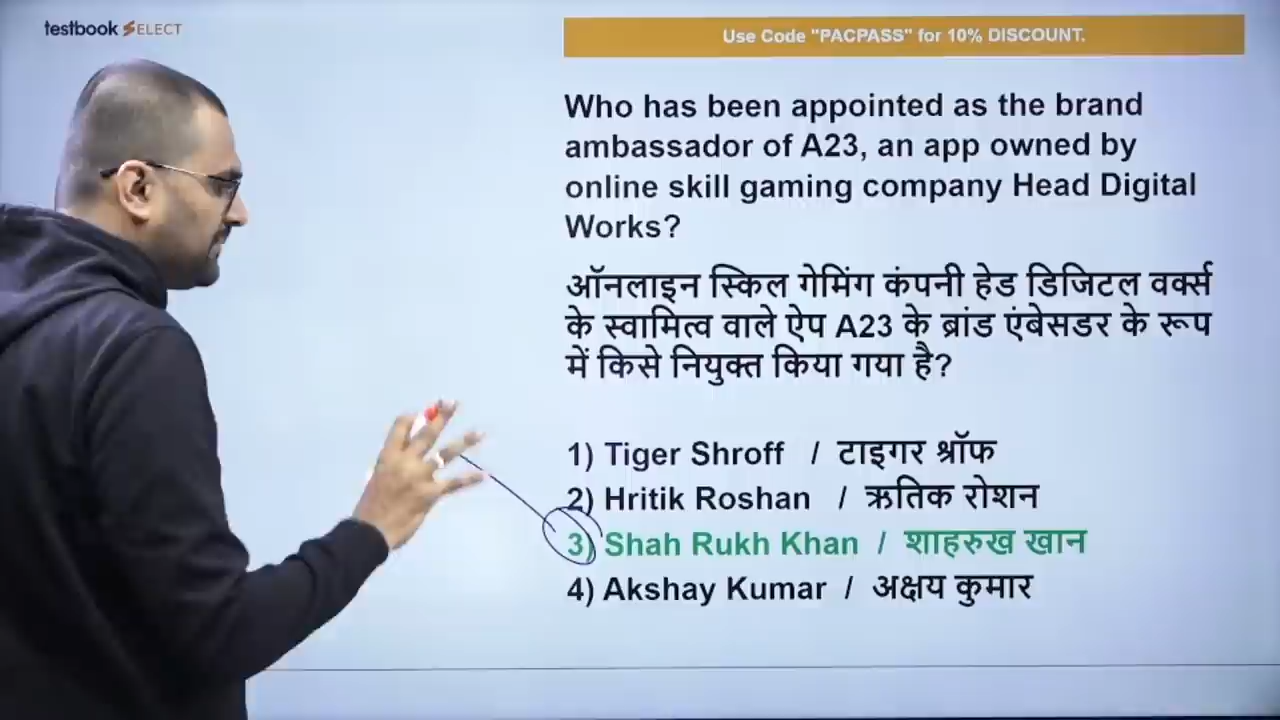 testbook SELECT
Use Code "PACPASS" for 10% DISCOUNT.
Who has been appointed as the brand
ambassador of A23, an app owned by
online skill gaming company Head Digital
Works?
ऑनलाइन स्किल गेमिंग कंपनी हेड डिजिटल वर्क्स
के स्वामित्व वाले ऐप A23 के ब्रांड एंबेसडर के रूप
में किसे नियुक्त किया गया है?
1) Tiger Shroff / टाइगर श्रॉफ
2) Hritik Roshan / ऋतिक रोशन
3) Shah Rukh Khan / शाहरुख खान
4) Akshay Kumar / अक्षय कुमार